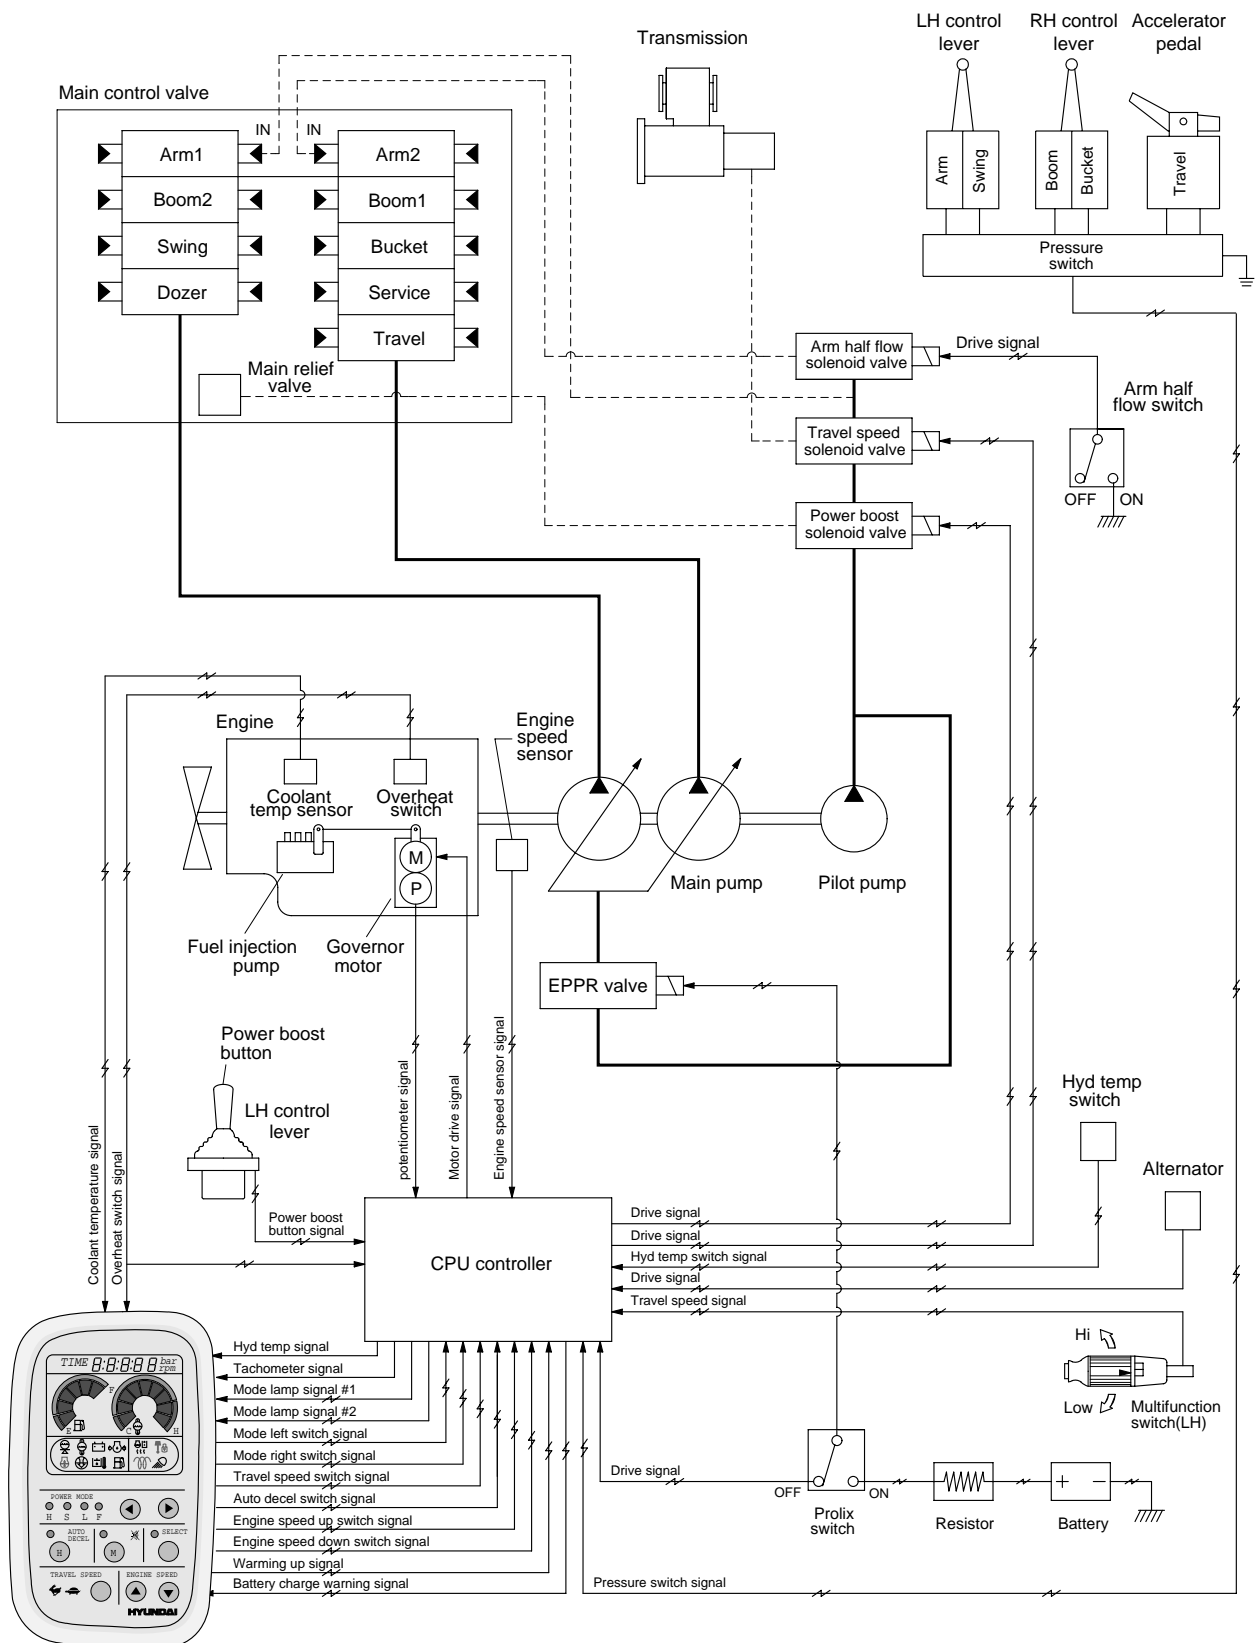 LH control
lever
RH control
lever
Accelerator
pedal
Transmission
Main control valve
IN
IN
Arm1
Arm2
Boom2
Boom1
Swing
Bucket
Dozer
Service
Travel
Main relief
valve
Arm
Swing
Boom
Bucket
Travel
Pressure
switch
Arm half flow
solenoid valve
Drive signal
Arm half
flow switch
Travel speed
solenoid valve
OFF
ON
Power boost
solenoid valve
Engine
Engine
speed
sensor
Coolant
temp sensor
Overheat
switch
M
P
Main pump
Pilot pump
Fuel injection
pump
Governor
motor
EPPR valve
Power boost
button
LH control
lever
Coolant temperature signal
Overheat switch signal
potentiometer signal
Motor drive signal
Engine speed sensor signal
Hyd temp
switch
Alternator
Power boost
button signal
CPU controller
Drive signal
Drive signal
Hyd temp switch signal
Drive signal
Travel speed signal
Hi
Low
Multifunction
switch(LH)
Hyd temp signal
Tachometer signal
Mode lamp signal #1
Mode lamp signal #2
Mode left switch signal
Mode right switch signal
Travel speed switch signal
Auto decel switch signal
Engine speed up switch signal
Engine speed down switch signal
Warming up signal
Battery charge warning signal
Drive signal
OFF
ON
Prolix
switch
Resistor
+ −
Battery
Pressure switch signal
TIME 8:8:8:8:8 bar
rpm
F
E
C
H
POWER MODE
H S L F
AUTO
DECEL
SELECT
H
M
TRAVEL SPEED
ENGINE SPEED
HYUNDAI